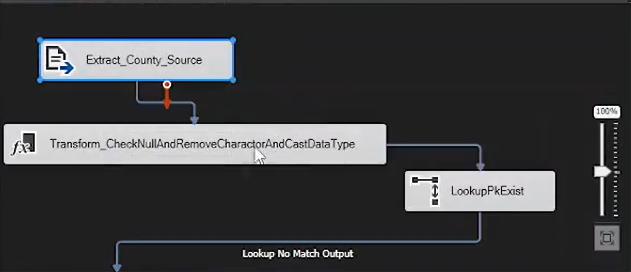 Extract_County_Source
100%
Transform_CheckNullAndRemoveCharactorAndCastDataType
LookupPkExist
Lookup No Match Output